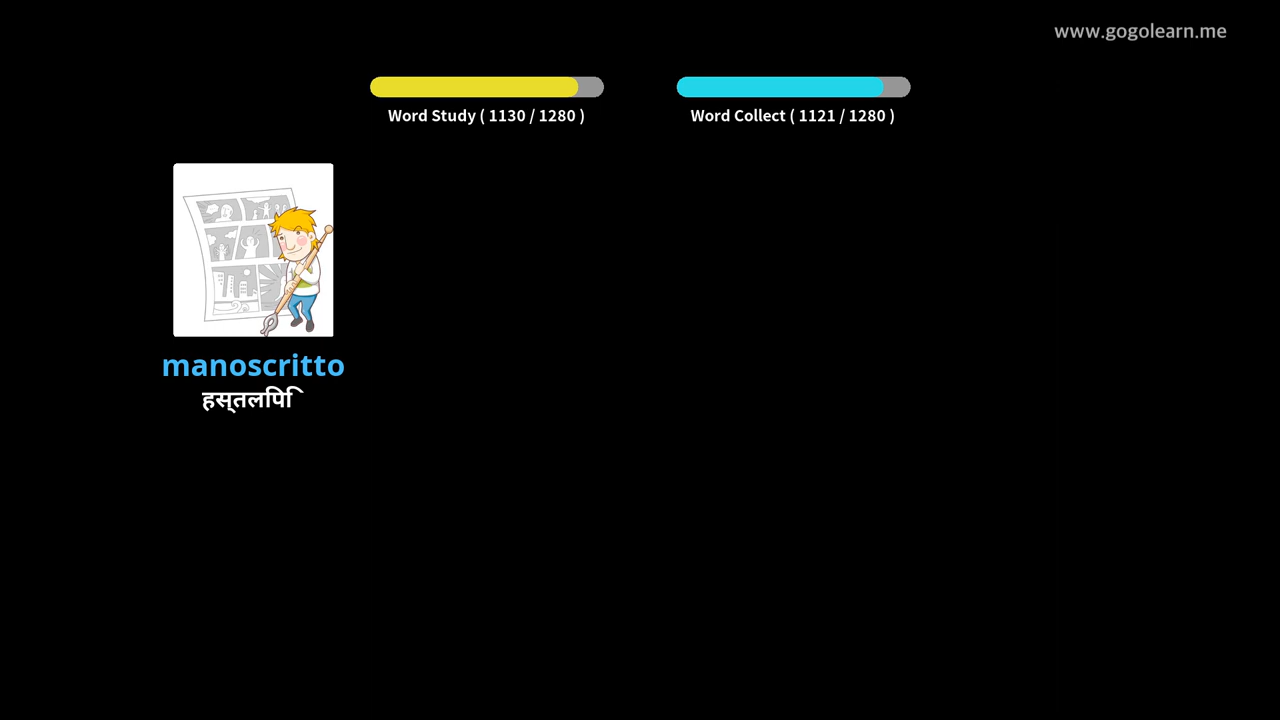 www.gogolearn.me
Word Study ( 1130 / 1280 )
Word Collect ( 1121 / 1280 )
manoscritto
हस्तलिपि